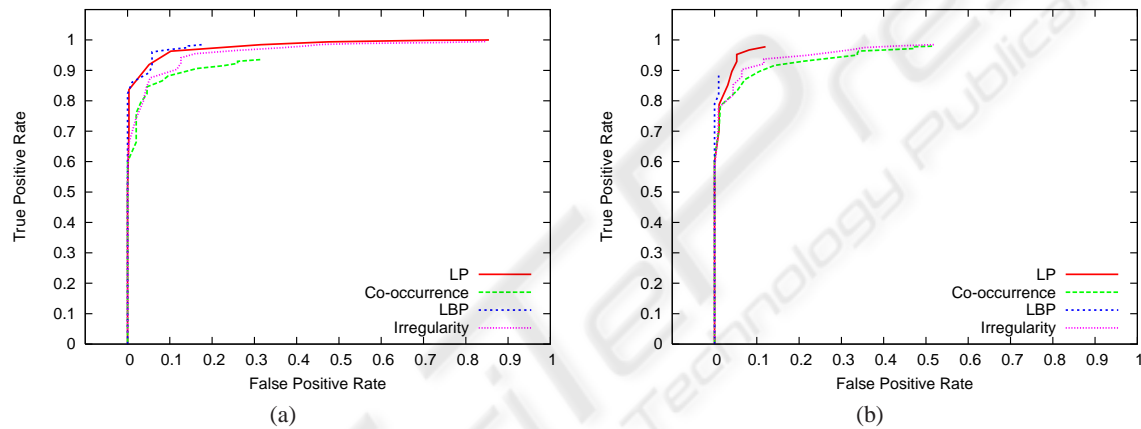 1
0.9
0.8
0.7
0.6
0.5
0.4
0.3
0.2
0.1
0
True Positive Rate
LP
Co-occurrence
LBP
Irregularity
0 0.1 0.2 0.3 0.4 0.5 0.6 0.7 0.8 0.9 1
False Positive Rate
(a)
1
0.9
0.8
0.7
0.6
0.5
0.4
0.3
0.2
0.1
0
True Positive Rate
LP
Co-occurrence
LBP
Irregularity
0 0.1 0.2 0.3 0.4 0.5 0.6 0.7 0.8 0.9 1
False Positive Rate
(b)
Technology